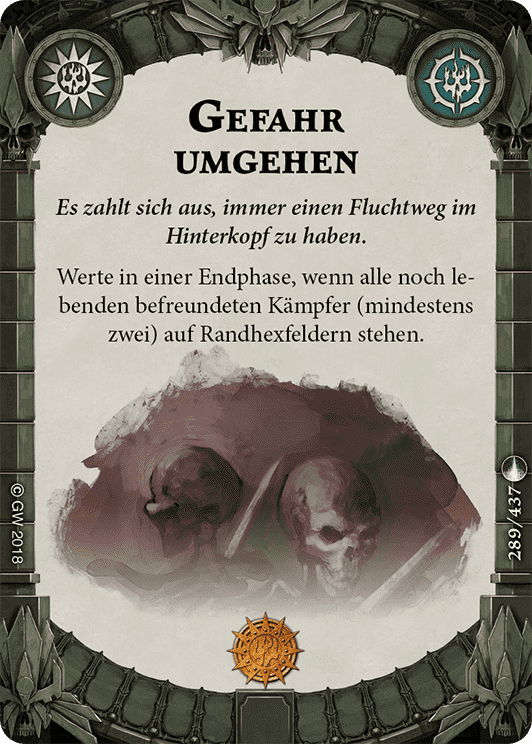 Gefahr
umgehen
Es zahlt sich aus, immer einen Fluchtweg im
Hinterkopf zu haben.
Werte in einer Endphase, wenn alle noch le-
benden befreundeten Kämpfer (mindestens
zwei) auf Randhexfeldern stehen.
© GW 2018
289/437